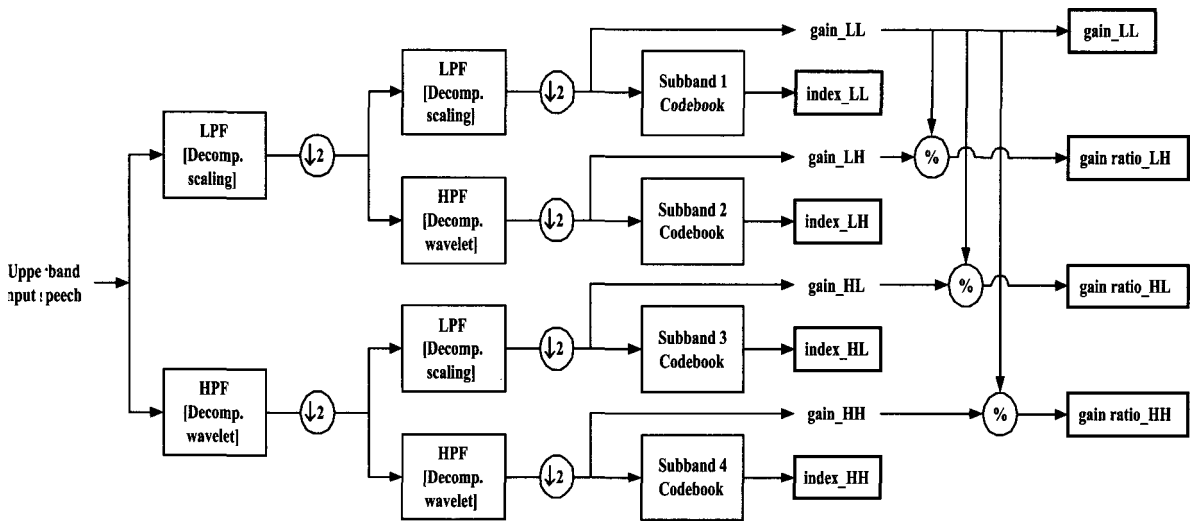 Uppe band
nput speech
LPF
[Decomp.
scaling]
↓2
HPF
[Decomp.
wavelet]
↓2
LPF
[Decomp.
scaling]
↓2
gain_LL
gain_LL
Subband 1
Codebook
index_LL
HPF
[Decomp.
wavelet]
↓2
gain_LH
%
gain ratio_LH
Subband 2
Codebook
index_LH
LPF
[Decomp.
scaling]
↓2
gain_HL
%
gain ratio_HL
Subband 3
Codebook
index_HL
HPF
[Decomp.
wavelet]
↓2
gain_HH
%
gain ratio_HH
Subband 4
Codebook
index_HH